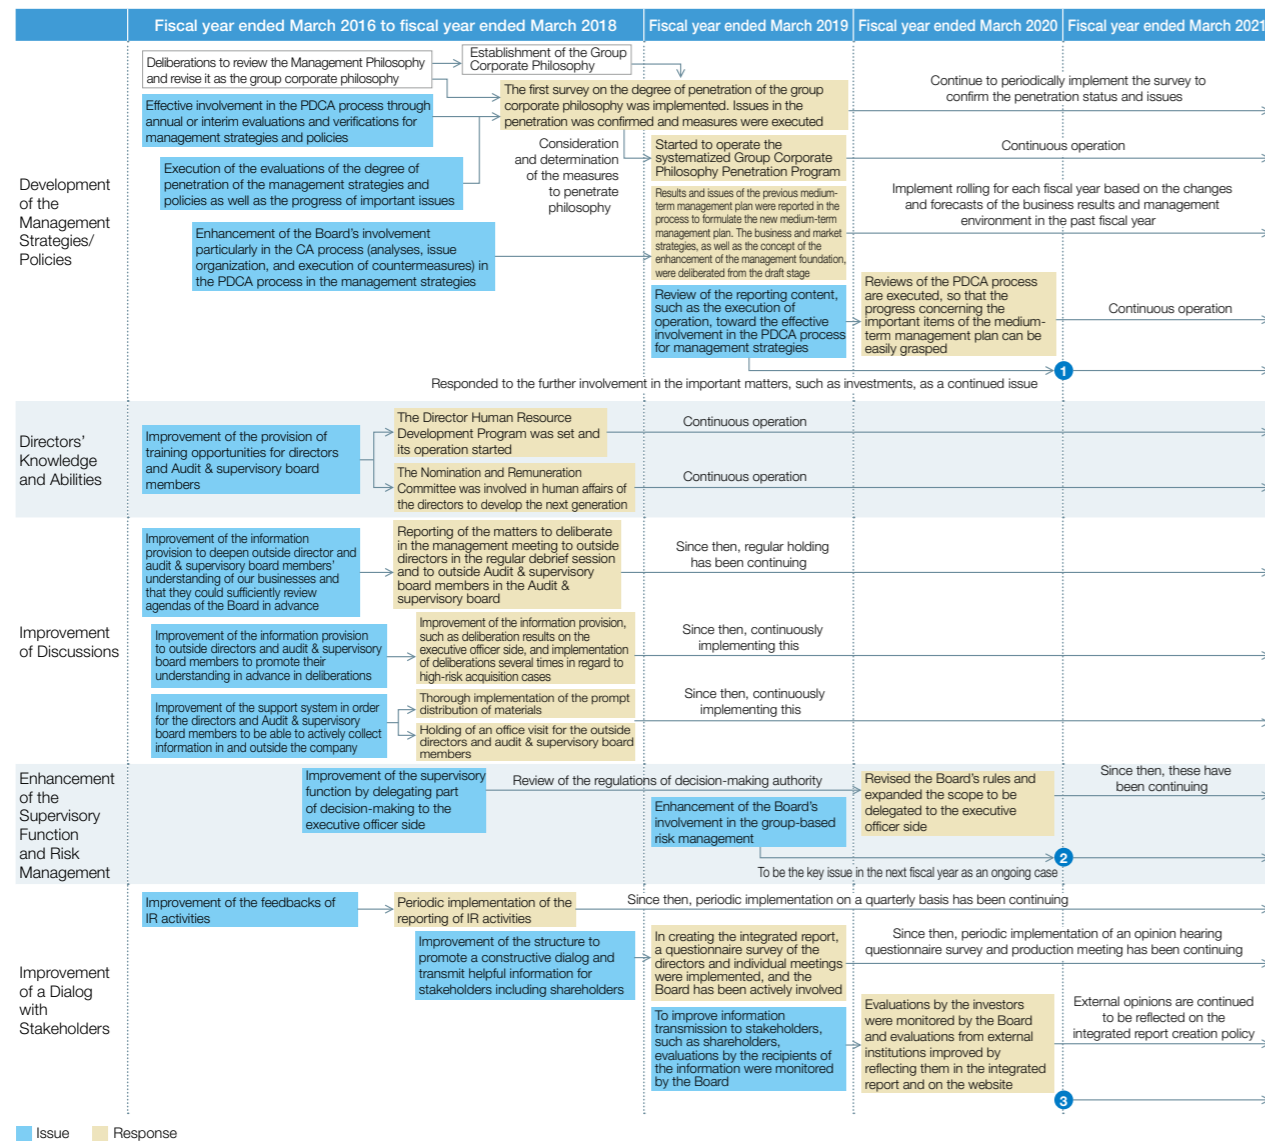 Fiscal year ended March 2016 to fiscal year ended March 2018
Fiscal year ended March 2019
Fiscal year ended March 2020
Fiscal year ended March 2021
Development
of the
Management
Strategies/
Policies
Deliberations to review the Management Philosophy
and revise it as the group corporate philosophy
Establishment of the Group
Corporate Philosophy
The first survey on the degree of penetration of the group
corporate philosophy was implemented. Issues in the
penetration was confirmed and measures were executed
Continue to periodically implement the survey to
confirm the penetration status and issues
Effective involvement in the PDCA process through
annual or interim evaluations and verifications for
management strategies and policies
Consideration
and determination
of the measures
to penetrate
philosophy
Started to operate the
systematized Group Corporate
Philosophy Penetration Program
Continuous operation
Execution of the evaluations of the degree of
penetration of the management strategies and
policies as well as the progress of important issues
Results and issues of the previous medium-
term management plan were reported in the
process to formulate the new medium-term
management plan. The business and market
strategies, as well as the concept of the
enhancement of the management foundation,
were deliberated from the draft stage
Implement rolling for each fiscal year based on the changes
and forecasts of the business results and management
environment in the past fiscal year
Enhancement of the Board's involvement
particularly in the CA process (analyses, issue
organization, and execution of countermeasures) in
the PDCA process in the management strategies
Review of the reporting content,
such as the execution of
operation, toward the effective
involvement in the PDCA process
for management strategies
Reviews of the PDCA process
are executed, so that the
progress concerning the
important items of the medium-
term management plan can be
easily grasped
Continuous operation
1
Responded to the further involvement in the important matters, such as investments, as a continued issue
Directors'
Knowledge
and Abilities
Improvement of the provision of
training opportunities for directors
and Audit & supervisory board
members
The Director Human Resource
Development Program was set and
its operation started
Continuous operation
The Nomination and Remuneration
Committee was involved in human affairs of
the directors to develop the next generation
Continuous operation
Improvement
of Discussions
Improvement of the information
provision to deepen outside director and
audit & supervisory board members'
understanding of our businesses and
that they could sufficiently review
agendas of the Board in advance
Reporting of the matters to deliberate
in the management meeting to outside
directors in the regular debrief session
and to outside Audit & supervisory
board members in the Audit &
supervisory board
Since then, regular holding
has been continuing
Improvement of the information provision
to outside directors and audit & supervisory
board members to promote their
understanding in advance in deliberations
Improvement of the information provision,
such as deliberation results on the
executive officer side, and implementation
of deliberations several times in regard to
high-risk acquisition cases
Since then, continuously
implementing this
Improvement of the support system in order
for the directors and Audit & supervisory
board members to be able to actively collect
information in and outside the company
Thorough implementation of the prompt
distribution of materials
Holding of an office visit for the outside
directors and audit & supervisory board
members
Since then, continuously
implementing this
Enhancement
of the
Supervisory
Function
and Risk
Management
Improvement of the supervisory
function by delegating part
of decision-making to the
executive officer side
Review of the regulations of decision-making authority
Enhancement of the Board's
involvement in the group-based
risk management
Revised the Board's rules and
expanded the scope to be
delegated to the executive
officer side
Since then, these have
been continuing
2
To be the key issue in the next fiscal year as an ongoing case
Improvement
of a Dialog
with
Stakeholders
Improvement of the feedbacks of
IR activities
Periodic implementation of the
reporting of IR activities
Since then, periodic implementation on a quarterly basis has been continuing
Improvement of the structure to
promote a constructive dialog and
transmit helpful information for
stakeholders including shareholders
In creating the integrated report,
a questionnaire survey of the
directors and individual meetings
were implemented, and the
Board has been actively involved
Since then, periodic implementation of an opinion hearing
questionnaire survey and production meeting has been continuing
To improve information
transmission to stakeholders,
such as shareholders,
evaluations by the recipients of
the information were monitored
by the Board
Evaluations by the investors
were monitored by the Board
and evaluations from external
institutions improved by
reflecting them in the integrated
report and on the website
External opinions are continued
to be reflected on the
integrated report creation policy
3
Issue
Response